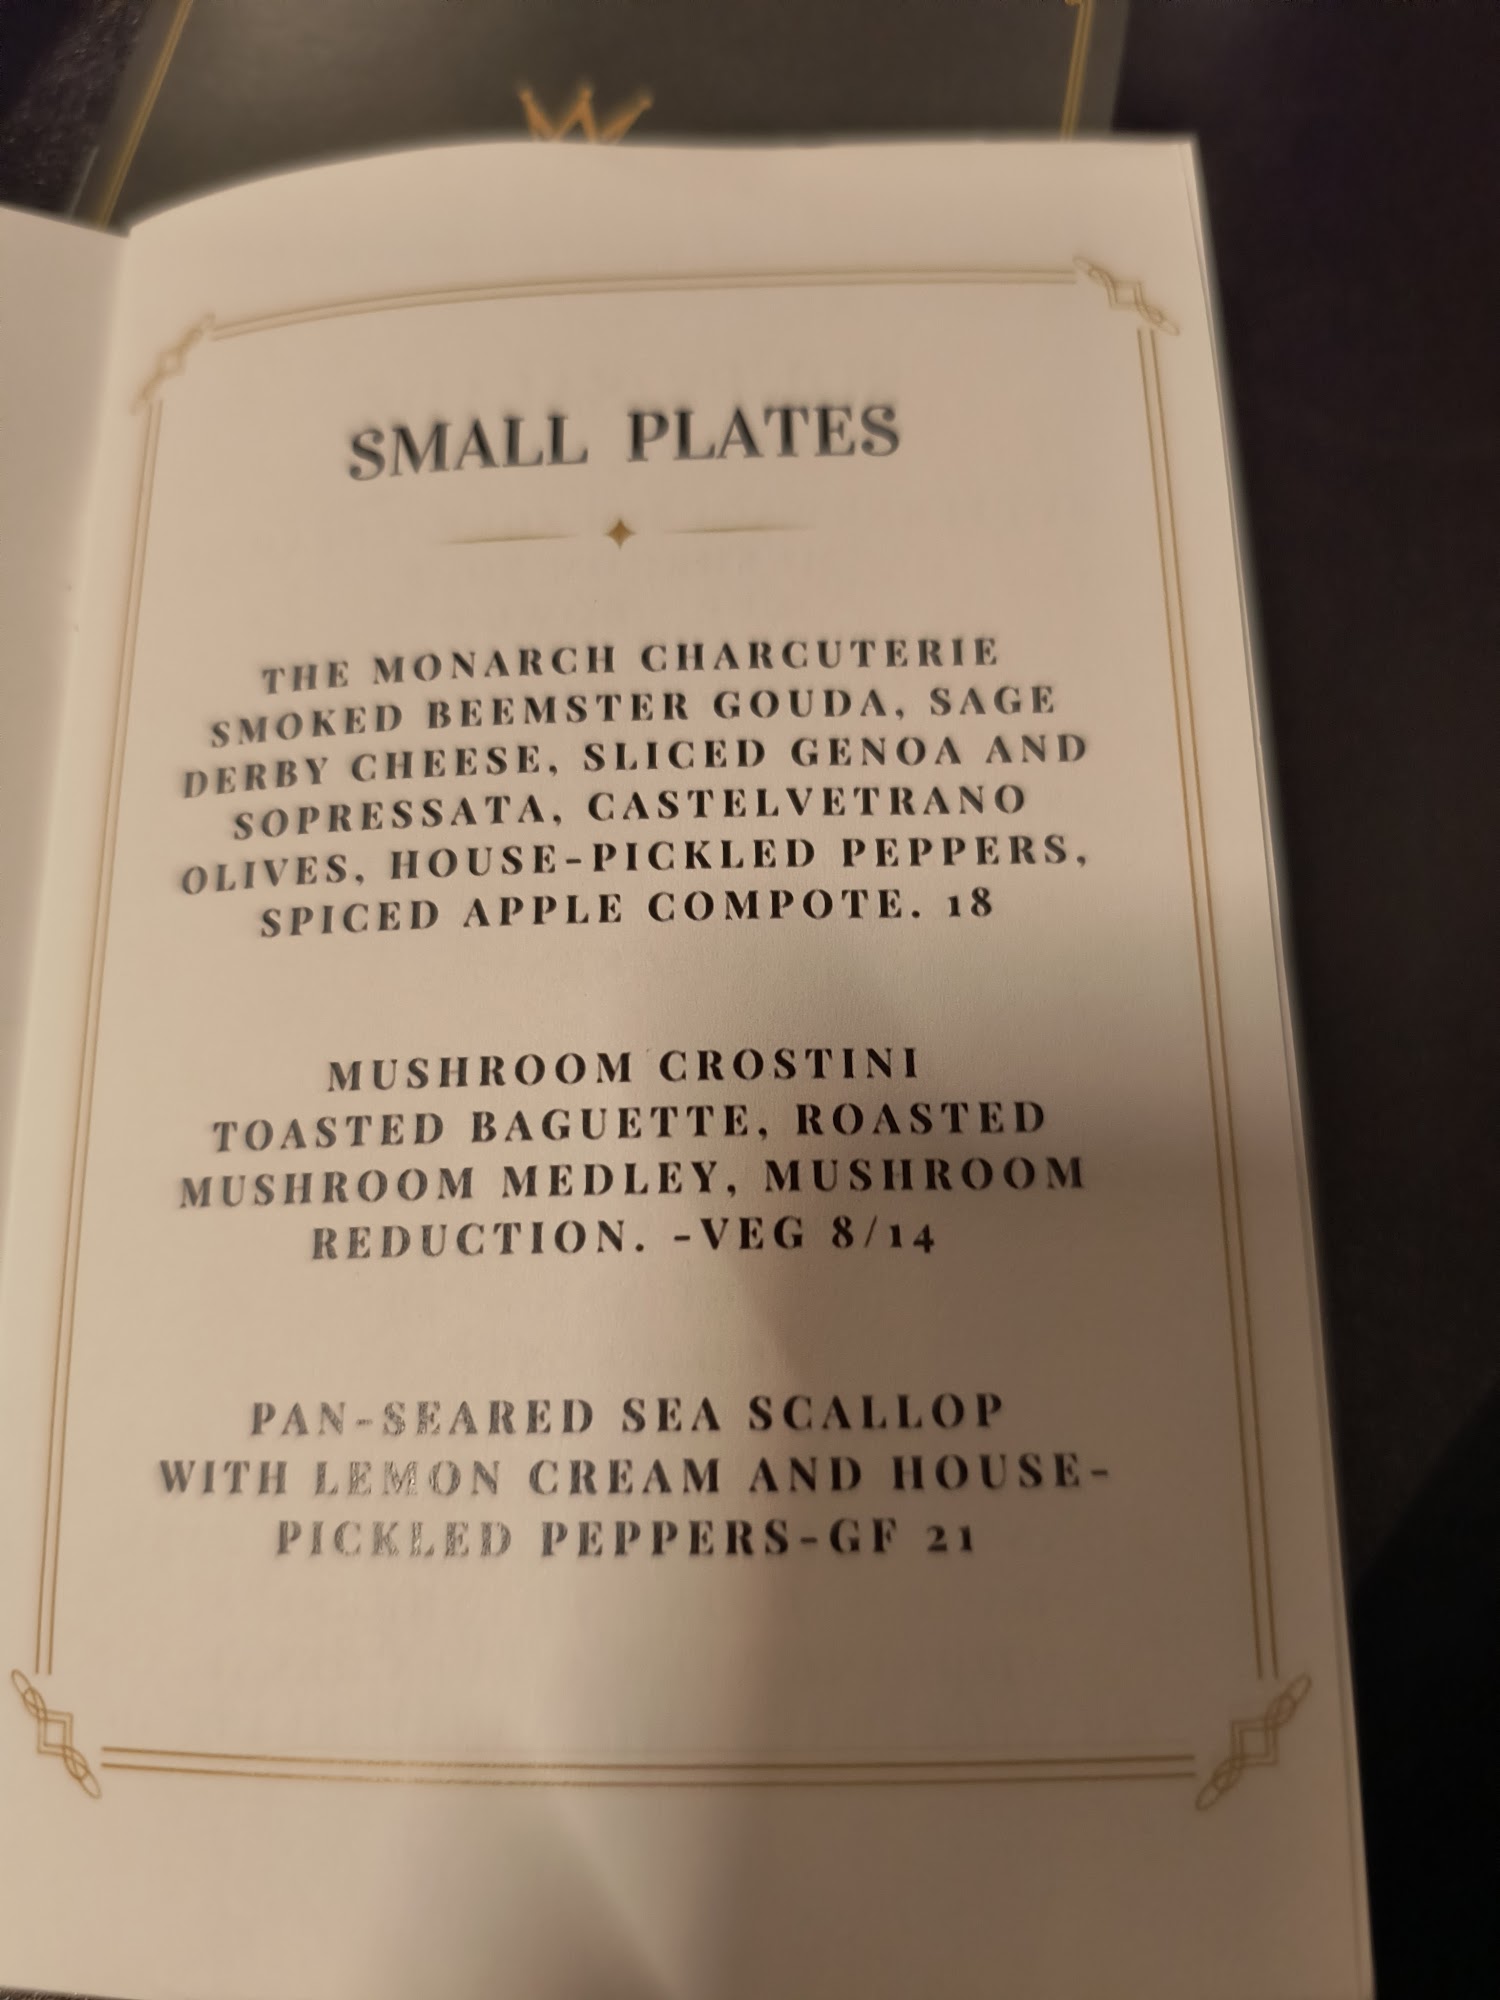 SMALL PLATES
THE MONARCH CHARCUTERIE
SMOKED BEEMSTER GOUDA, SAGE
DERBY CHEESE, SLICED GENOA AND
SOPRESSATA, CASTELVETRANO
OLIVES, HOUSE-PICKLED PEPPERS,
SPICED APPLE COMPOTE. 18
MUSHROOM CROSTINI
TOASTED BAGUETTE, ROASTED
MUSHROOM MEDLEY, MUSHROOM
REDUCTION. -VEG 8/14
PAN-SEARED SEA SCALLOP
WITH LEMON CREAM AND HOUSE-
PICKLED PEPPERS-GF 21